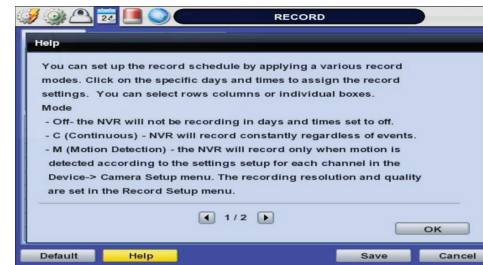 24
RECORD
Help
You can set up the record schedule by applying a various record
modes. Click on the specific days and times to assign the record
settings. You can select rows columns or individual boxes.
Mode
- Off- the NVR will not be recording in days and times set to off.
- C (Continuous) - NVR will record constantly regardless of events.
- M (Motion Detection) - the NVR will record only when motion is
detected according to the settings setup for each channel in the
Device-> Camera Setup menu. The recording resolution and quality
are set in the Record Setup menu.
1 / 2
OK
Default Help Save Cancel